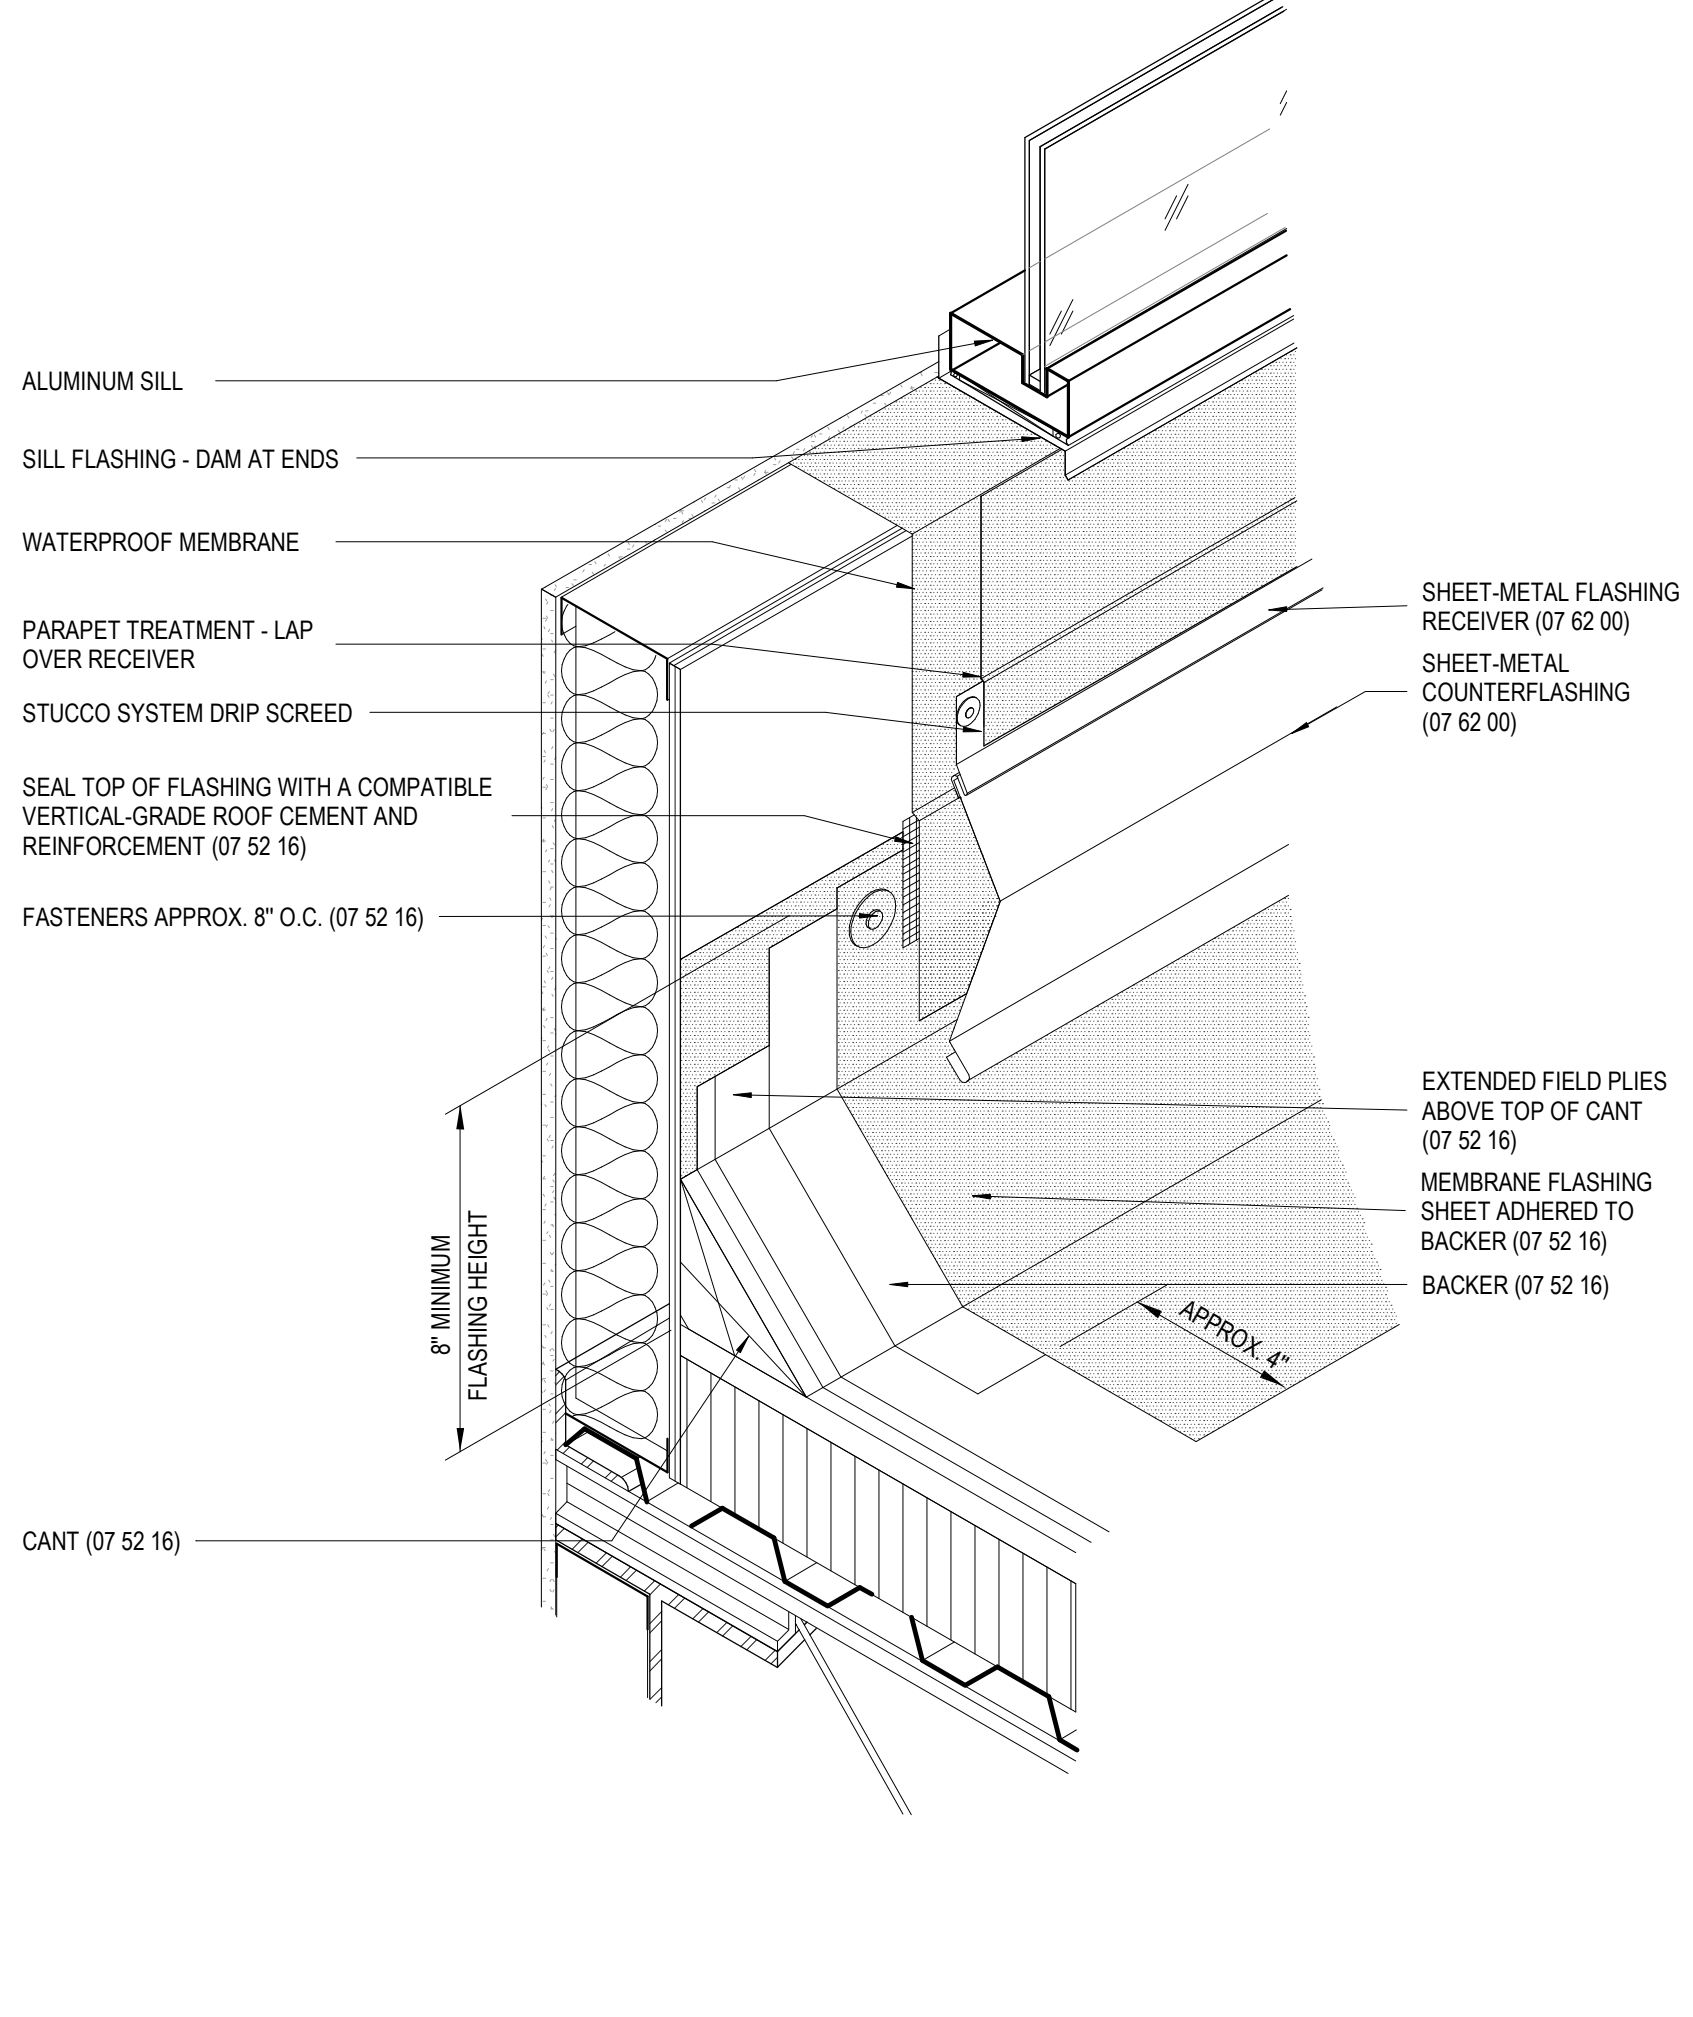 ALUMINUM SILL
SILL FLASHING - DAM AT ENDS
WATERPROOF MEMBRANE
PARAPET TREATMENT - LAP
OVER RECEIVER
STUCCO SYSTEM DRIP SCREED
SEAL TOP OF FLASHING WITH A COMPATIBLE
VERTICAL-GRADE ROOF CEMENT AND
REINFORCEMENT (07 52 16)
FASTENERS APPROX. 8" O.C. (07 52 16)
8" MINIMUM
FLASHING HEIGHT
CANT (07 52 16)
SHEET-METAL FLASHING
RECEIVER (07 62 00)
SHEET-METAL
COUNTERFLASHING
(07 62 00)
EXTENDED FIELD PLIES
ABOVE TOP OF CANT
(07 52 16)
MEMBRANE FLASHING
SHEET ADHERED TO
BACKER (07 52 16)
BACKER (07 52 16)
APPROX. 4"